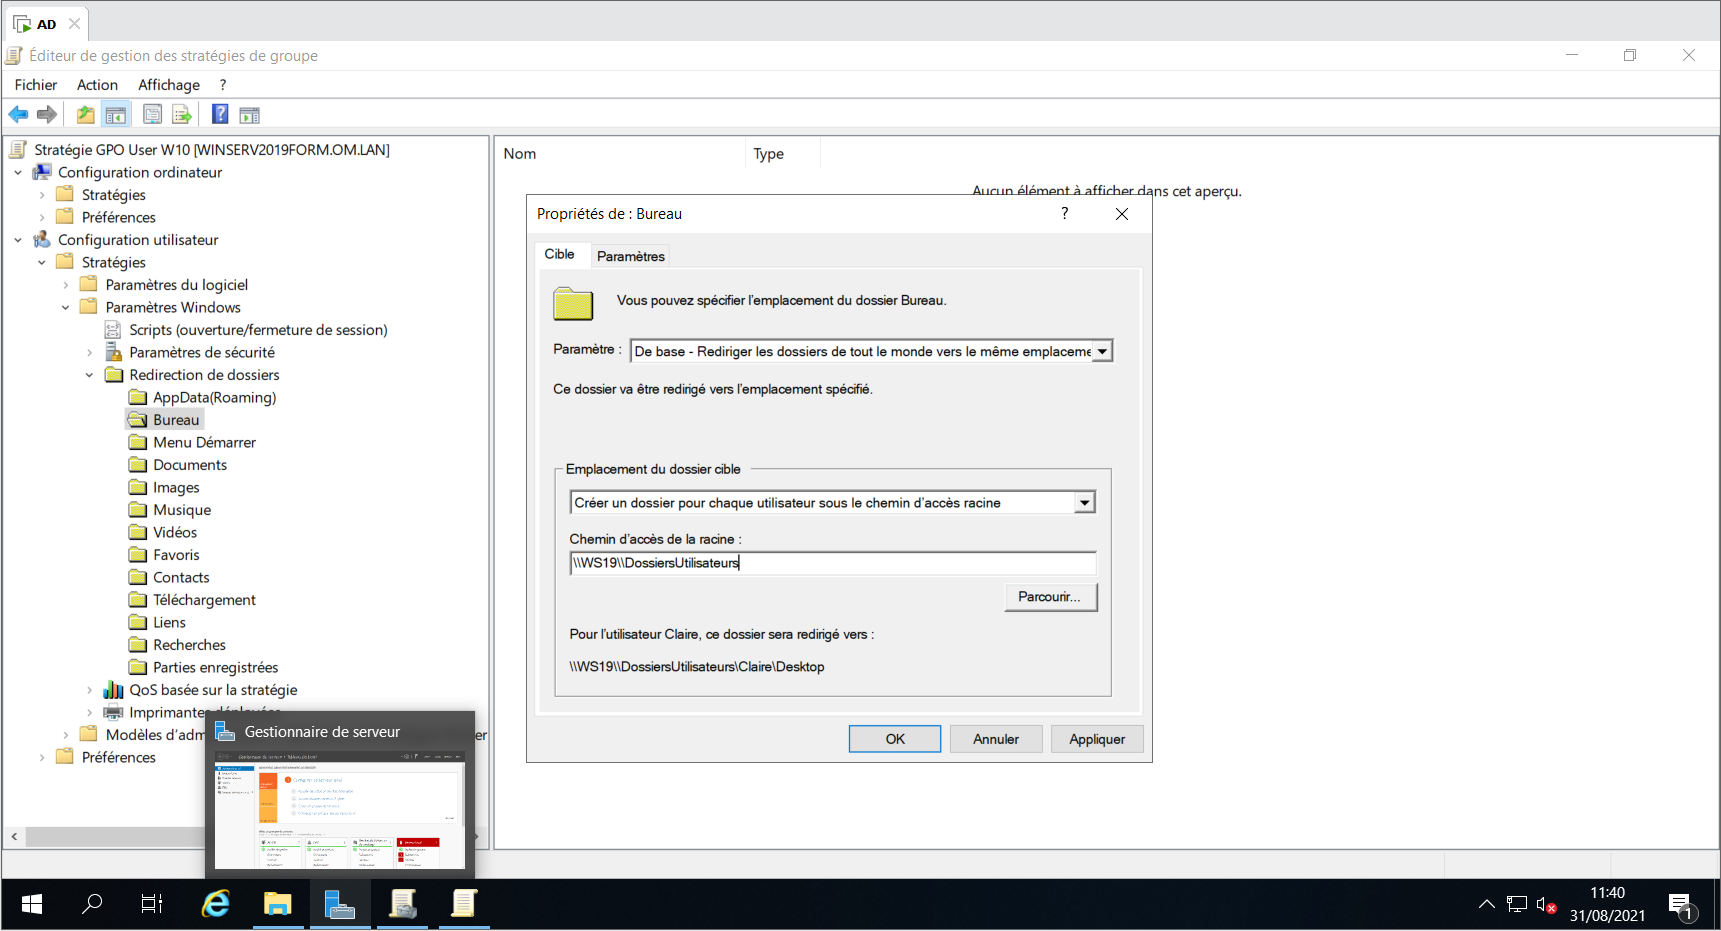 AD
Éditeur de gestion des stratégies de groupe
Fichier Action Affichage ?
Stratégie GPO User W10 [WINSERV2019FORM.OM.LAN]
Configuration ordinateur
Stratégies
Préférences
Configuration utilisateur
Stratégies
Paramètres du logiciel
Paramètres Windows
Scripts (ouverture/fermeture de session)
Paramètres de sécurité
Redirection de dossiers
AppData(Roaming)
Bureau
Menu Démarrer
Documents
Images
Musique
Vidéos
Favoris
Contacts
Téléchargement
Liens
Recherches
Parties enregistrées
QoS basée sur la stratégie
Imprimantes déployées
Modèles d'adm
Préférences
Nom Type
Aucun élément à afficher dans cet aperçu.
Propriétés de : Bureau ?
Cible Paramètres
Vous pouvez spécifier l'emplacement du dossier Bureau.
Paramètre : De base - Rediriger les dossiers de tout le monde vers le même emplaceme
Ce dossier va être redirigé vers l'emplacement spécifié.
Emplacement du dossier cible
Créer un dossier pour chaque utilisateur sous le chemin d'accès racine
Chemin d'accès de la racine :
\\WS19\\DossiersUtilisateurs
Parcourir...
Pour l'utilisateur Claire, ce dossier sera redirigé vers :
\\WS19\\DossiersUtilisateurs\Claire\Desktop
OK Annuler Appliquer
Gestionnaire de serveur
11:40
31/08/2021
1